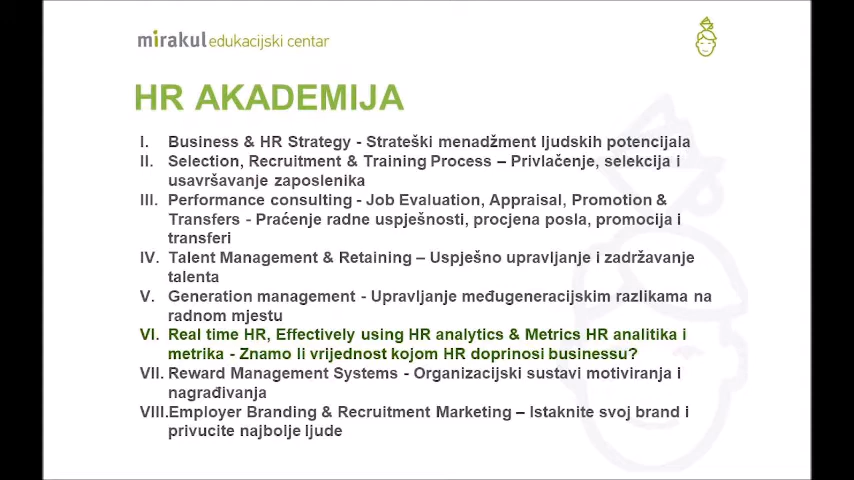 mirakul edukacijski centar
HR AKADEMIJA
I. Business & HR Strategy - Strateški menadžment ljudskih potencijala
II. Selection, Recruitment & Training Process – Privlačenje, selekcija i
usavršavanje zaposlenika
III. Performance consulting - Job Evaluation, Appraisal, Promotion &
Transfers - Praćenje radne uspješnosti, procjena posla, promocija i
transferi
IV. Talent Management & Retaining – Uspješno upravljanje i zadržavanje
talenta
V. Generation management - Upravljanje međugeneracijskim razlikama na
radnom mjestu
VI. Real time HR, Effectively using HR analytics & Metrics HR analitika i
metrika - Znamo li vrijednost kojom HR doprinosi businessu?
VII. Reward Management Systems - Organizacijski sustavi motiviranja i
nagrađivanja
VIII.Employer Branding & Recruitment Marketing – Istaknite svoj brand i
privucite najbolje ljude